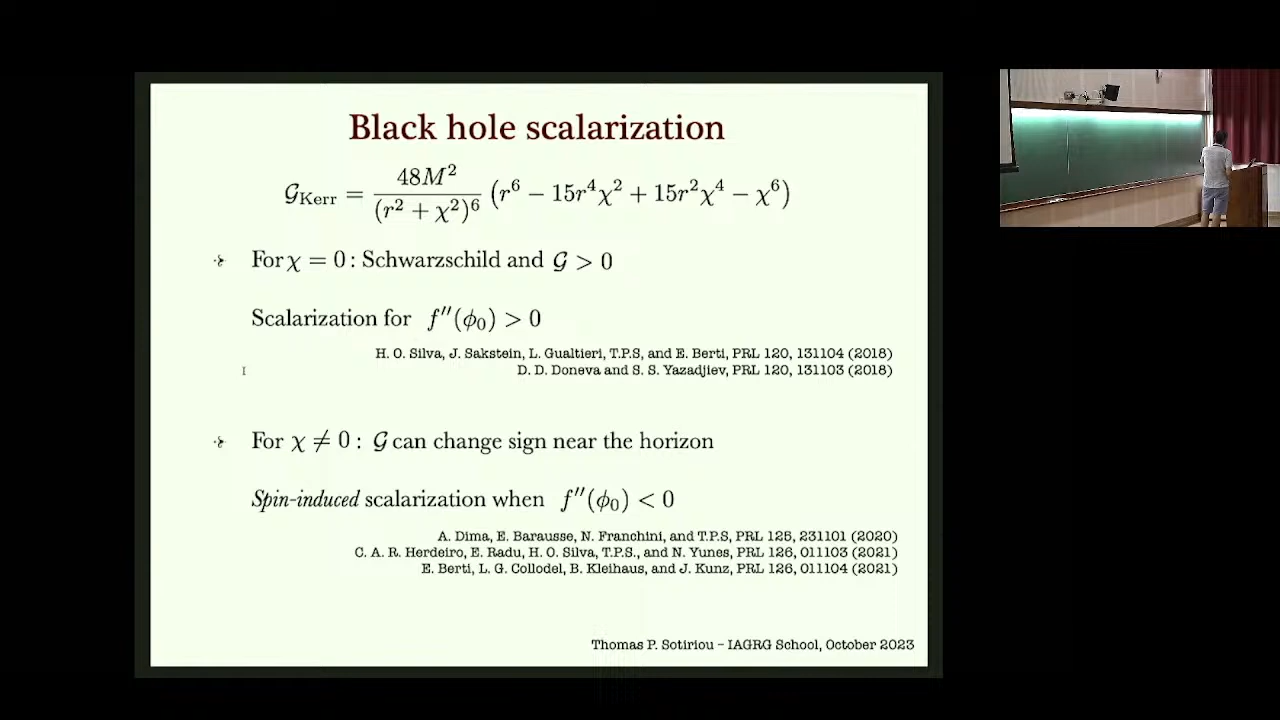 Black hole scalarization
𝒢_Kerr = 48M² / (r² + χ²)⁶ (r⁶ − 15r⁴χ² + 15r²χ⁴ − χ⁶)
For χ = 0 : Schwarzschild and 𝒢 > 0
Scalarization for f″(ϕ₀) > 0
H. O. Silva, J. Sakstein, L. Gualtieri, T.P.S, and E. Berti, PRL 120, 131104 (2018)
D. D. Doneva and S. S. Yazadjiev, PRL 120, 131103 (2018)
For χ ≠ 0 : 𝒢 can change sign near the horizon
Spin-induced scalarization when f″(ϕ₀) < 0
A. Dima, E. Barausse, N. Franchini, and T.P.S, PRL 125, 231101 (2020)
C. A. R. Herdeiro, E. Radu, H. O. Silva, T.P.S., and N. Yunes, PRL 126, 011103 (2021)
E. Berti, L. G. Collodel, B. Kleihaus, and J. Kunz, PRL 126, 011104 (2021)
Thomas P. Sotiriou – IAGRG School, October 2023